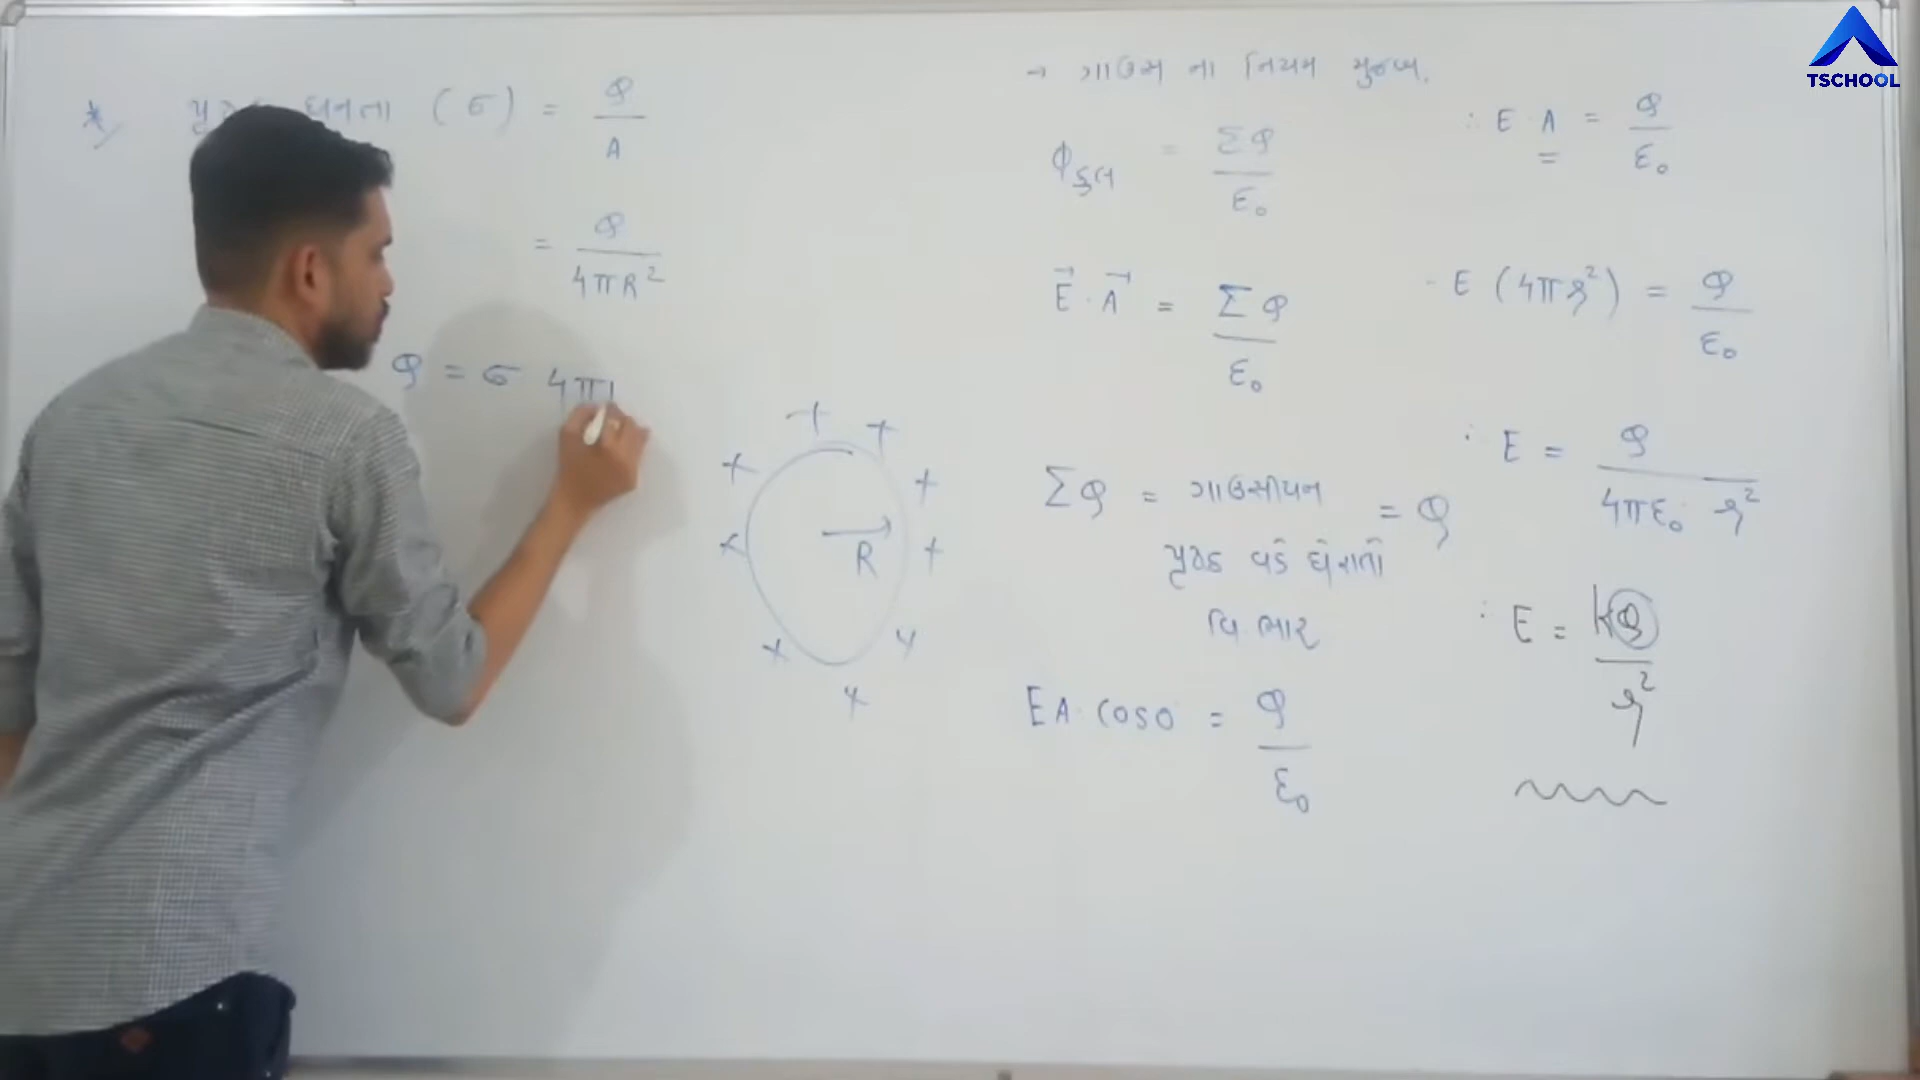 * ઘનતા (σ) = Q / A
= Q / 4πR²
Q = σ 4π
R
→ ગાઉસ ના નિયમ મુજબ.
ϕકુલ = ΣQ / ε₀
E⃗ · A⃗ = ΣQ / ε₀
ΣQ = ગાઉસીયન = Q
પૃષ્ઠ વડે ઘેરાતો
વિ.ભાર
EA cos0 = Q / ε₀
∴ E A = Q / ε₀
E (4πr²) = Q / ε₀
∴ E = Q / 4πε₀ r²
∴ E = kQ / r²
TSCHOOL